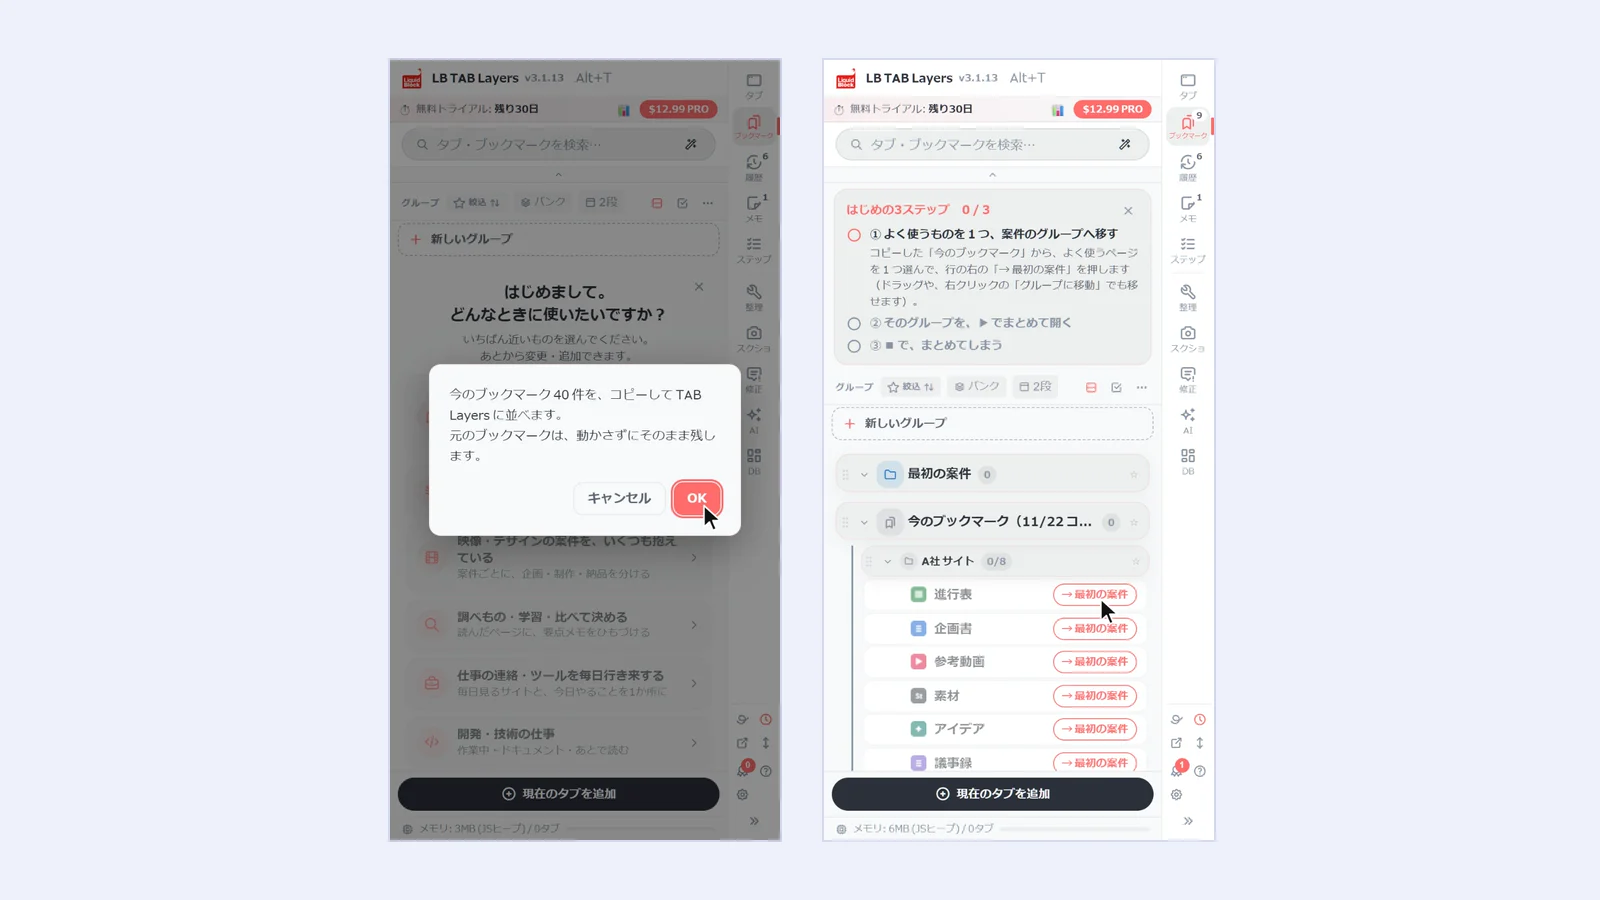 LB TAB Layers v3.1.13 Alt+T
無料トライアル: 残り30日
$12.99 PRO
タブ・ブックマークを検索…
グループ
絞込
バンク
2段
新しいグループ
はじめまして。
どんなときに使いたいですか？
いちばん近いものを選んでください。
あとから変更・追加できます。
今のブックマーク 40 件を、コピーして TAB
Layers に並べます。
元のブックマークは、動かさずにそのまま残し
ます。
キャンセル
OK
映像・デザインの案件を、いくつも抱え
ている
案件ごとに、企画・制作・納品を分ける
調べもの・学習・比べて決める
読んだページに、要点メモをひもづける
仕事の連絡・ツールを毎日行き来する
毎日見るサイトと、今日やることを1か所に
開発・技術の仕事
作業中・ドキュメント・あとで読む
現在のタブを追加
メモリ: 3MB (JSヒープ) / 0タブ
タブ
ブックマーク
6
履歴
1
メモ
ステップ
整理
スクショ
修正
AI
DB
9
LB TAB Layers v3.1.13 Alt+T
無料トライアル: 残り30日
$12.99 PRO
タブ・ブックマークを検索…
はじめの3ステップ 0 / 3
① よく使うものを 1 つ、案件のグループへ移す
コピーした「今のブックマーク」から、よく使うページ
を 1 つ選んで、行の右の「→ 最初の案件」を押します
（ドラッグや、右クリックの「グループに移動」でも移
せます）。
② そのグループを、▶ でまとめて開く
③ ■ で、まとめてしまう
グループ
絞込
バンク
2段
新しいグループ
最初の案件 0
今のブックマーク（11/22 コ... 0
A社 サイト 0/8
進行表 → 最初の案件
企画書 → 最初の案件
参考動画 → 最初の案件
素材 → 最初の案件
アイデア → 最初の案件
議事録 → 最初の案件
現在のタブを追加
メモリ: 6MB (JSヒープ) / 0タブ
タブ
9
ブックマーク
6
履歴
1
メモ
ステップ
整理
スクショ
修正
AI
DB
1